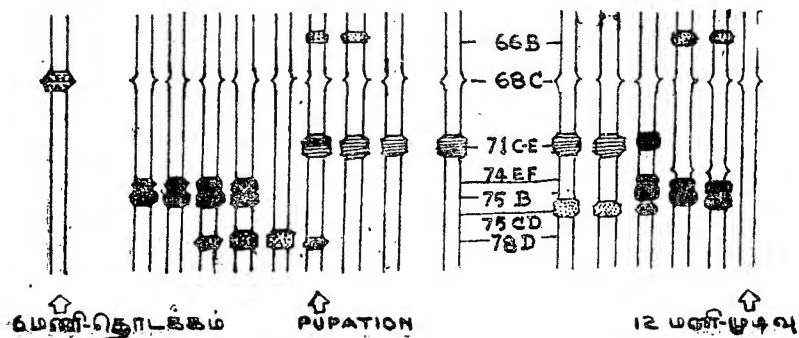 66B
68C
71C-E
74EF
75B
75CD
78D
6மணி-தொடக்கம் PUPATION 12 மணி-முடிவு